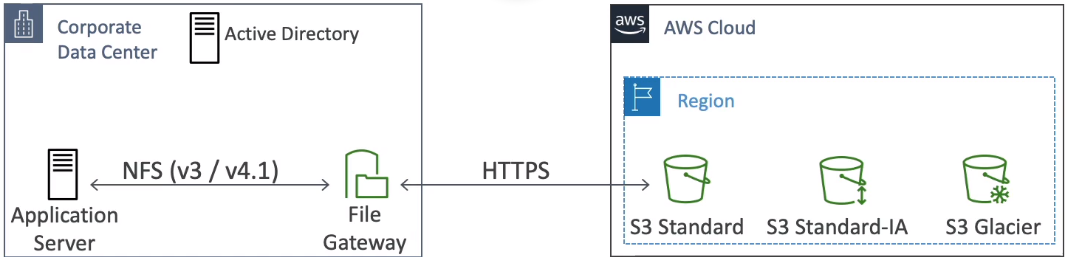 Corporate
Data Center
Active Directory
aws
AWS Cloud
Region
NFS (v3 / v4.1)
HTTPS
Application
Server
File
Gateway
S3 Standard
S3 Standard-IA
S3 Glacier